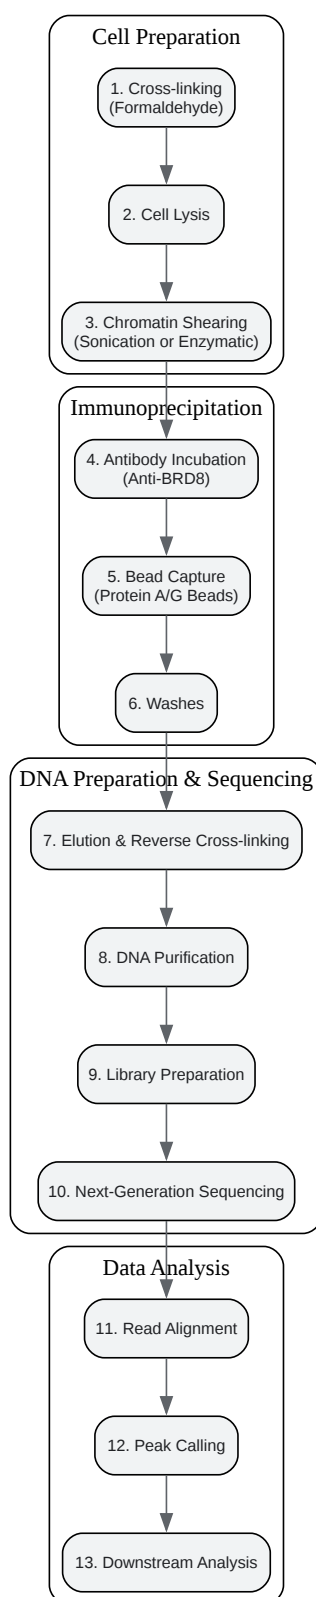 Cell Preparation
1. Cross-linking
(Formaldehyde)
2. Cell Lysis
3. Chromatin Shearing
(Sonication or Enzymatic)
Immunoprecipitation
4. Antibody Incubation
(Anti-BRD8)
5. Bead Capture
(Protein A/G Beads)
6. Washes
DNA Preparation & Sequencing
7. Elution & Reverse Cross-linking
8. DNA Purification
9. Library Preparation
10. Next-Generation Sequencing
Data Analysis
11. Read Alignment
12. Peak Calling
13. Downstream Analysis